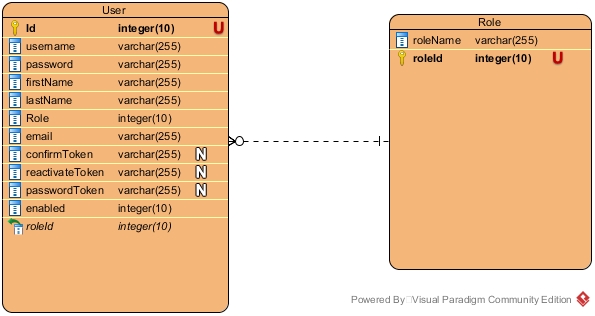 User
Id integer(10) U
username varchar(255)
password varchar(255)
firstName varchar(255)
lastName varchar(255)
Role integer(10)
email varchar(255)
confirmToken varchar(255) N
reactivateToken varchar(255) N
passwordToken varchar(255) N
enabled integer(10)
roleId integer(10)
Role
roleName varchar(255)
roleId integer(10) U
Powered By Visual Paradigm Community Edition